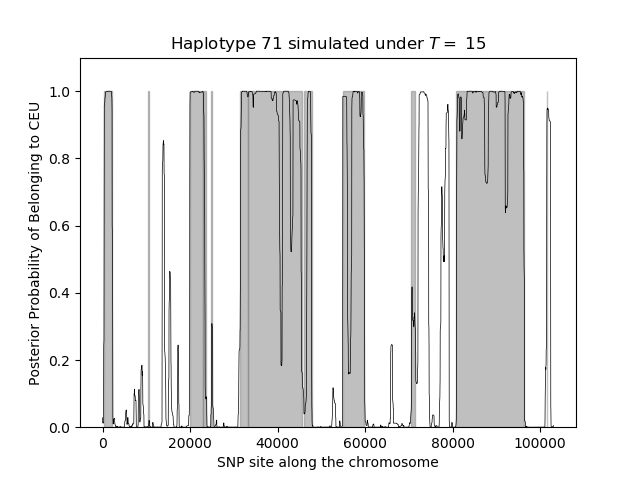 Haplotype 71 simulated under T = 15
Posterior Probability of Belonging to CEU
1.0
0.8
0.6
0.4
0.2
0.0
0 20000 40000 60000 80000 100000
SNP site along the chromosome